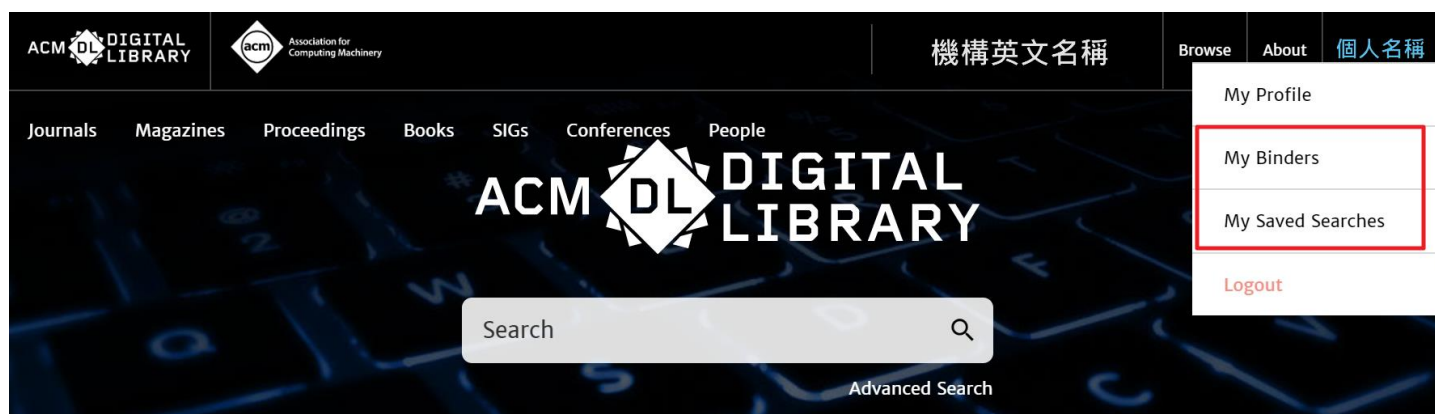 ACM DL DIGITAL LIBRARY
acm Association for Computing Machinery
機構英文名稱
Browse
About
個人名稱
My Profile
My Binders
My Saved Searches
Logout
Journals Magazines Proceedings Books SIGs Conferences People
ACM DL DIGITAL LIBRARY
Search
Advanced Search